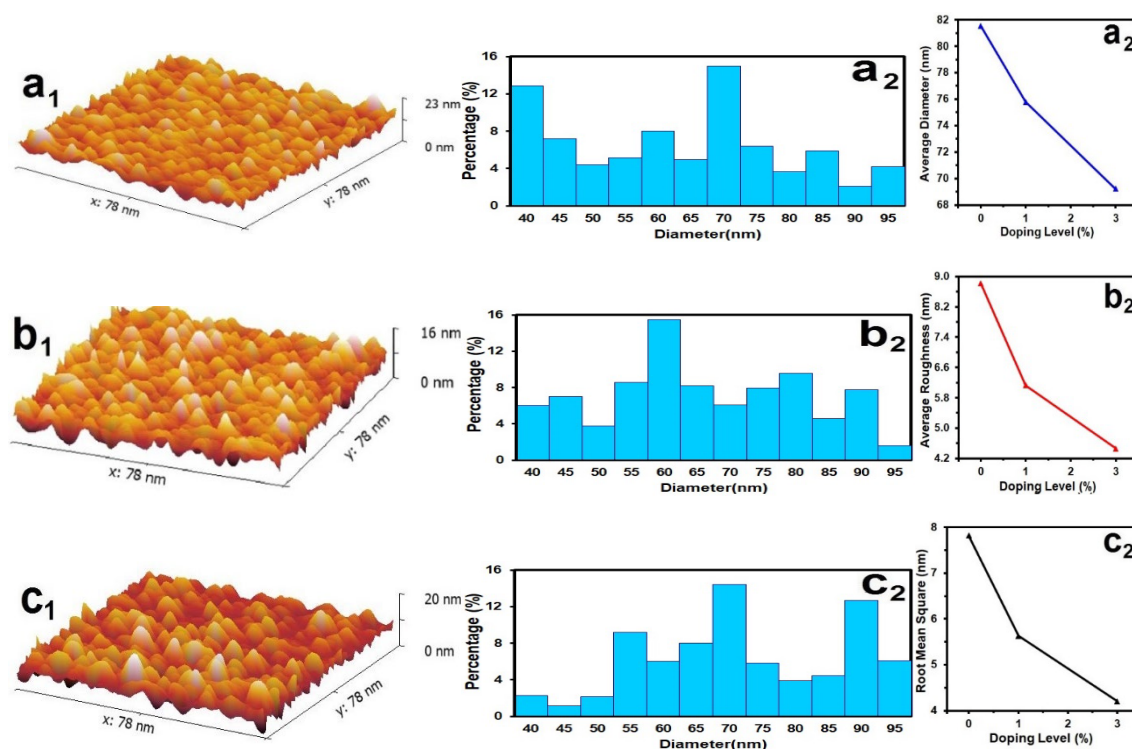 a1
23 nm
0 nm
x: 78 nm
y: 78 nm
a2
Percentage (%)
16
12
8
4
0
40 45 50 55 60 65 70 75 80 85 90 95
Diameter(nm)
a2
Average Diameter (nm)
82
80
78
76
74
72
70
68
0 1 2 3
Doping Level (%)
b1
16 nm
0 nm
x: 78 nm
y: 78 nm
b2
Percentage (%)
16
12
8
4
0
40 45 50 55 60 65 70 75 80 85 90 95
Diameter(nm)
b2
Average Roughness (nm)
9.0
8.2
7.4
6.6
5.8
5.0
4.2
0 1 2 3
Doping Level (%)
c1
20 nm
0 nm
x: 78 nm
y: 78 nm
c2
Percentage (%)
16
12
8
4
0
40 45 50 55 60 65 70 75 80 85 90 95
Diameter(nm)
c2
Root Mean Square (nm)
8
7
6
5
4
0 1 2 3
Doping Level (%)